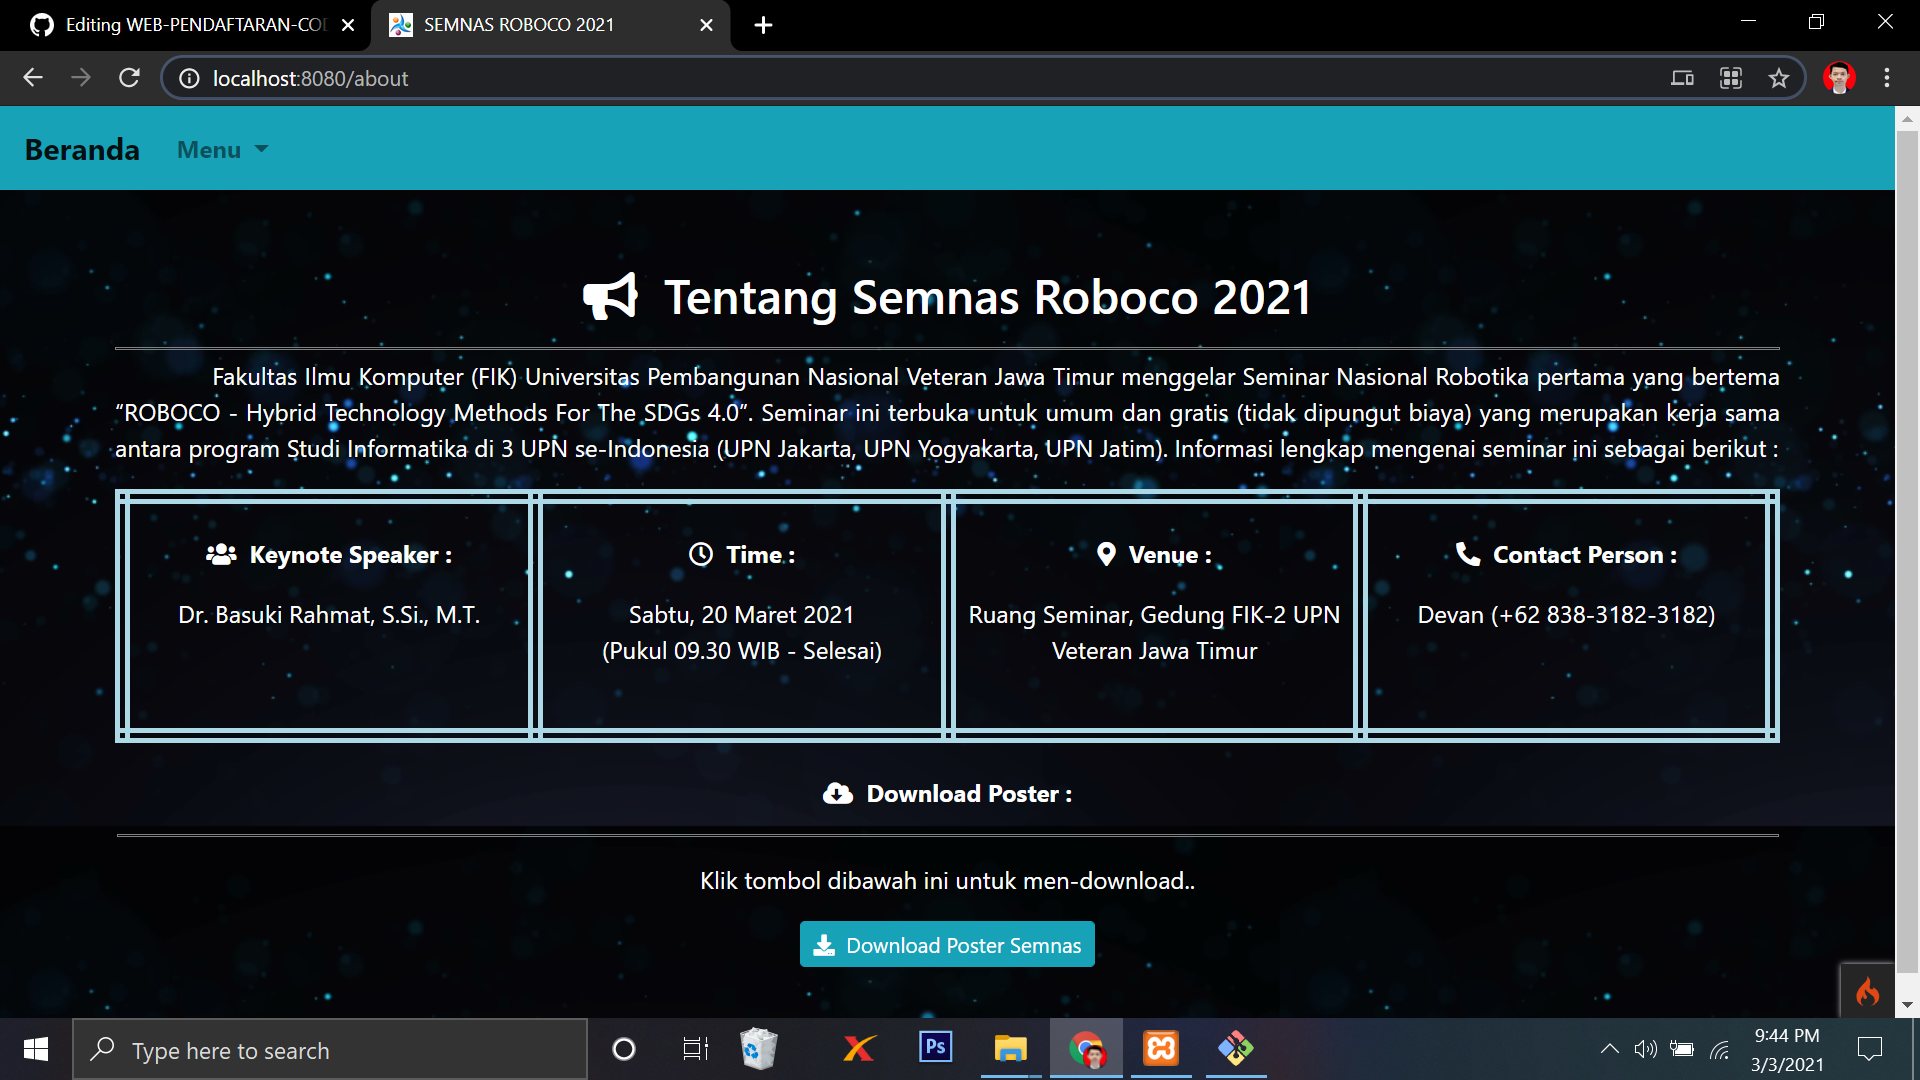 Editing WEB-PENDAFTARAN-COD
SEMNAS ROBOCO 2021
localhost:8080/about
Beranda
Menu
Tentang Semnas Roboco 2021
Fakultas Ilmu Komputer (FIK) Universitas Pembangunan Nasional Veteran Jawa Timur menggelar Seminar Nasional Robotika pertama yang bertema
“ROBOCO - Hybrid Technology Methods For The SDGs 4.0”. Seminar ini terbuka untuk umum dan gratis (tidak dipungut biaya) yang merupakan kerja sama
antara program Studi Informatika di 3 UPN se-Indonesia (UPN Jakarta, UPN Yogyakarta, UPN Jatim). Informasi lengkap mengenai seminar ini sebagai berikut :
Keynote Speaker :
Dr. Basuki Rahmat, S.Si., M.T.
Time :
Sabtu, 20 Maret 2021
(Pukul 09.30 WIB - Selesai)
Venue :
Ruang Seminar, Gedung FIK-2 UPN
Veteran Jawa Timur
Contact Person :
Devan (+62 838-3182-3182)
Download Poster :
Klik tombol dibawah ini untuk men-download..
Download Poster Semnas
Type here to search
Ps
9:44 PM
3/3/2021